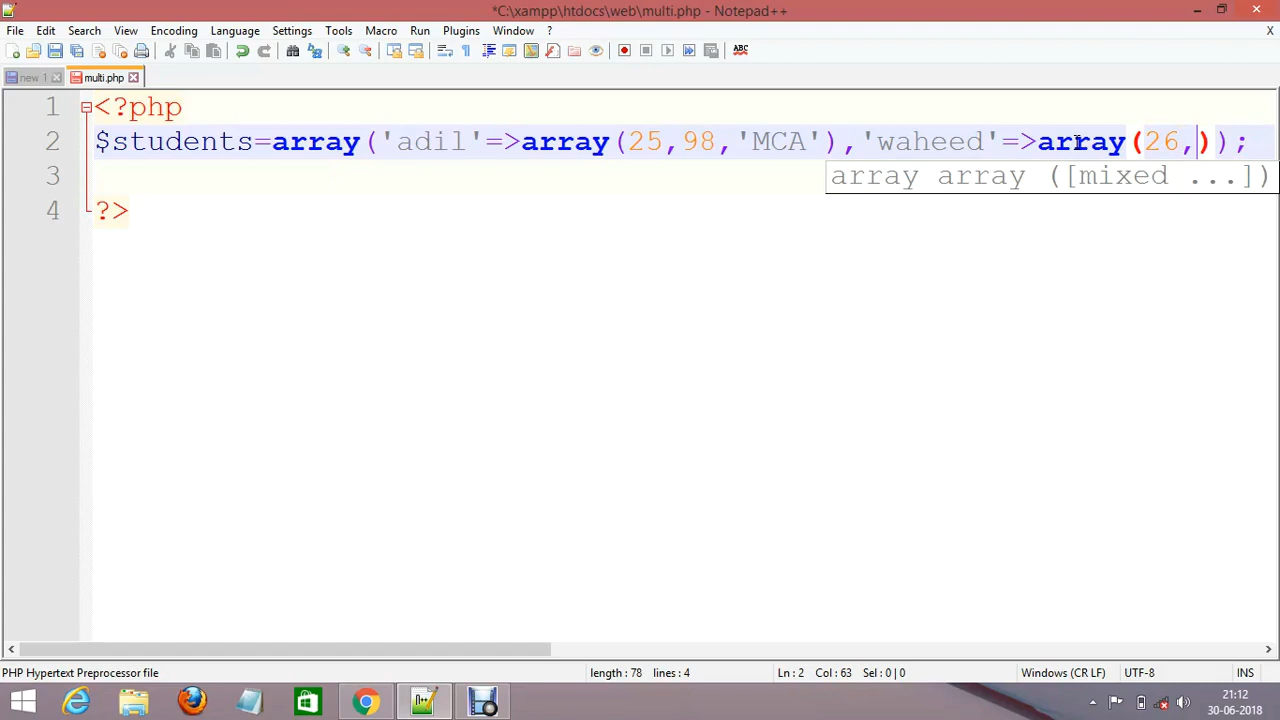 *C:\xampp\htdocs\web\multi.php - Notepad++
File Edit Search View Encoding Language Settings Tools Macro Run Plugins Window ? X
ABC
new 1 multi.php
1 <?php
2 $students=array('adil'=>array(25,98,'MCA'),'waheed'=>array(26,));
3 array array ([mixed ...])
4 ?>
PHP Hypertext Preprocessor file length : 78 lines : 4 Ln : 2 Col : 63 Sel : 0 | 0 Windows (CR LF) UTF-8 INS
21:12
30-06-2018